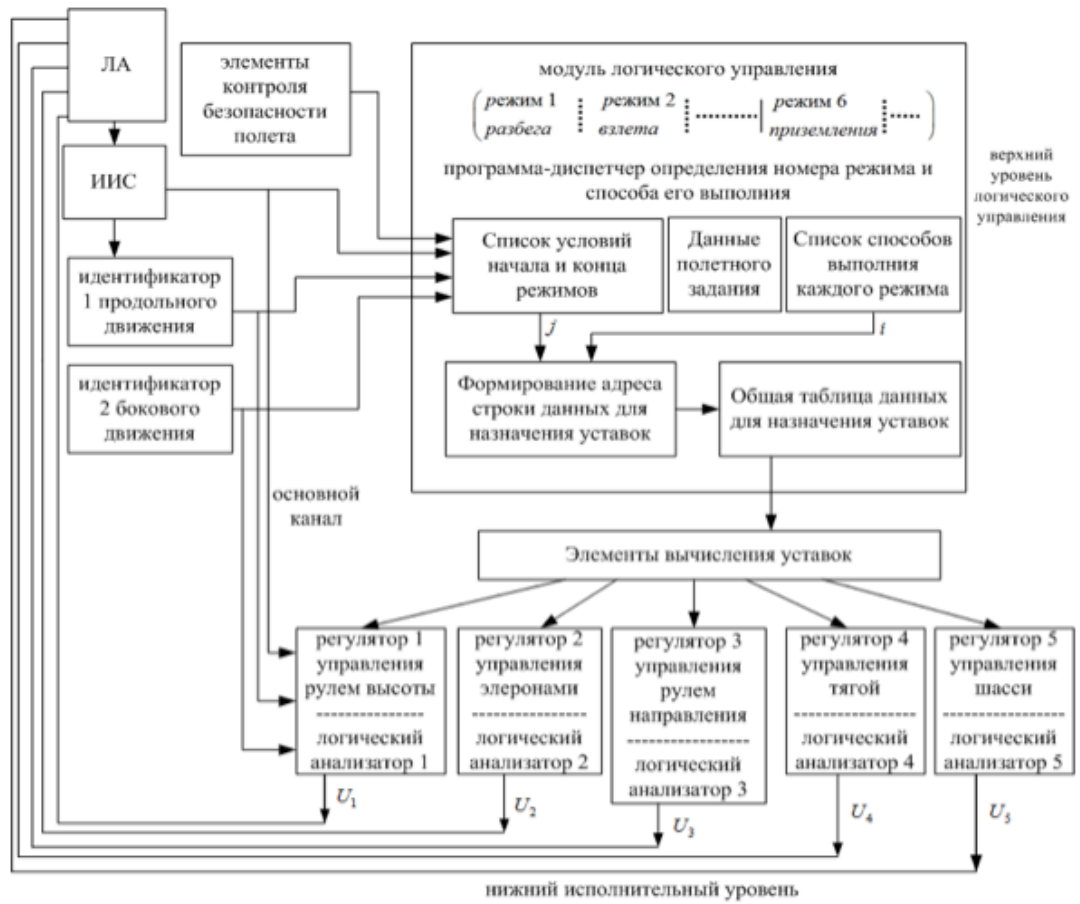 ЛА
элементы
контроля
безопасности
полета
модуль логического управления
режим 1
разбега
режим 2
взлета
режим 6
приземления
программа-диспетчер определения номера режима и
способа его выполния
верхний
уровень
логического
управления
ИИС
идентификатор
1 продольного
движения
идентификатор
2 бокового
движения
Список условий
начала и конца
режимов
Данные
полетного
задания
Список способов
выполния
каждого режима
j
i
Формирование адреса
строки данных для
назначения уставок
Общая таблица данных
для назначения уставок
основной
канал
Элементы вычисления уставок
регулятор 1
управления
рулем высоты
----------------
логический
анализатор 1
регулятор 2
управления
элеронами
----------------
логический
анализатор 2
регулятор 3
управления
рулем
направления
------------------
логический
анализатор 3
регулятор 4
управления
тягой
----------------
логический
анализатор 4
регулятор 5
управления
шасси
----------------
логический
анализатор 5
U1
U2
U3
U4
U5
нижний исполнительный уровень